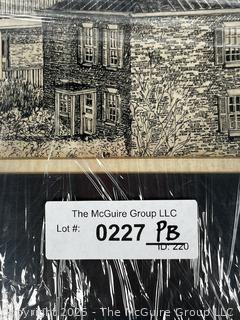 The McGuire Group LLC
Lot #: 0227 PB
ID: 220
Copyright 2025 - The McGuire Group LLC